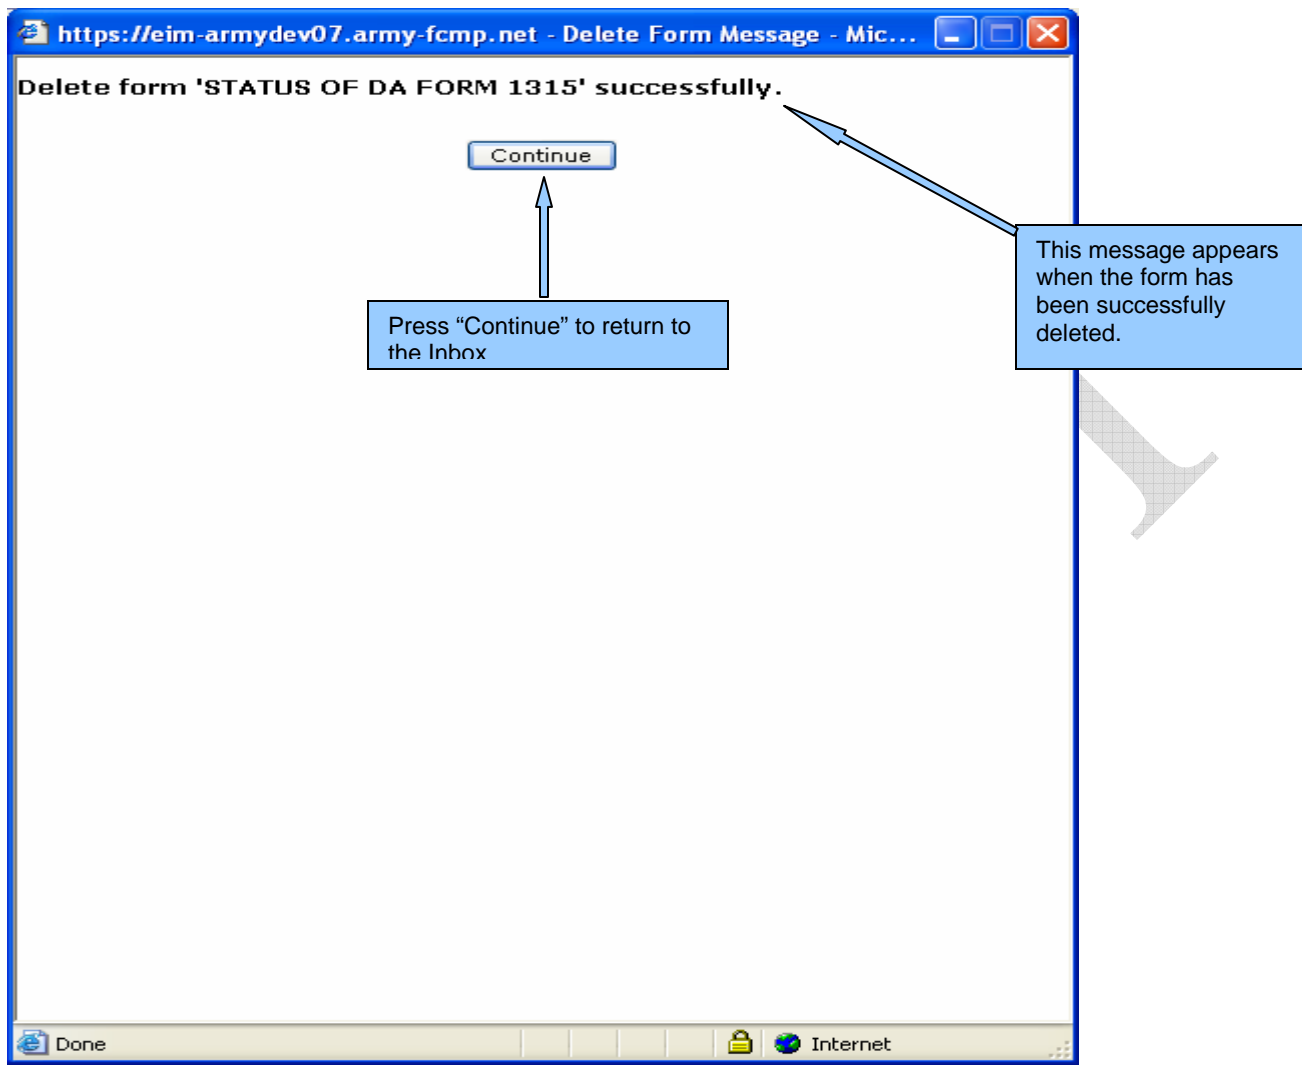 https://eim-armydev07.army-fcmp.net - Delete Form Message - Mic...
Delete form 'STATUS OF DA FORM 1315' successfully.
Continue
This message appears
when the form has
been successfully
deleted.
Press “Continue” to return to
the Inbox
Done
Internet